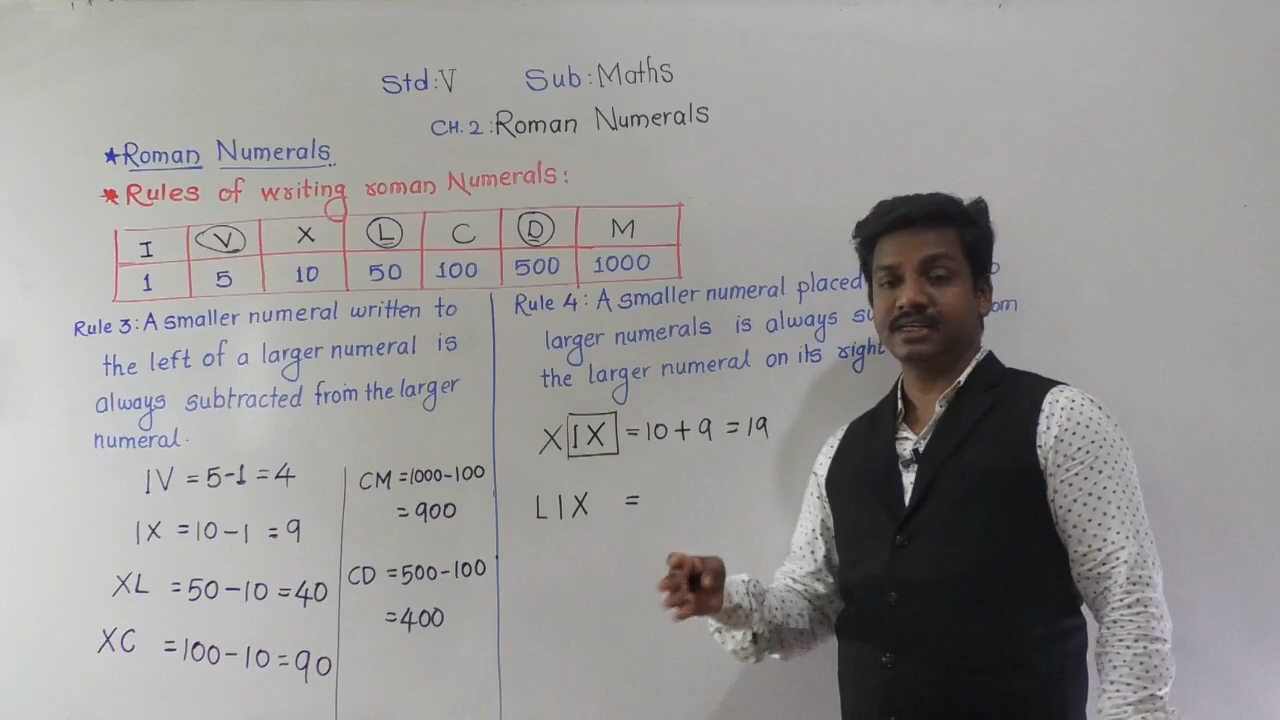 Std:V Sub:Maths
CH.2:Roman Numerals
★Roman Numerals
★Rules of writing roman Numerals:
I V X L C D M
1 5 10 50 100 500 1000
Rule 3:A smaller numeral written to
the left of a larger numeral is
always subtracted from the larger
numeral.
IV =5-1=4
IX =10-1=9
XL =50-10=40
XC =100-10=90
CM=1000-100
=900
CD=500-100
=400
Rule 4: A smaller numeral placed
larger numerals is always
the larger numeral on its right
XIX=10+9=19
LIX =